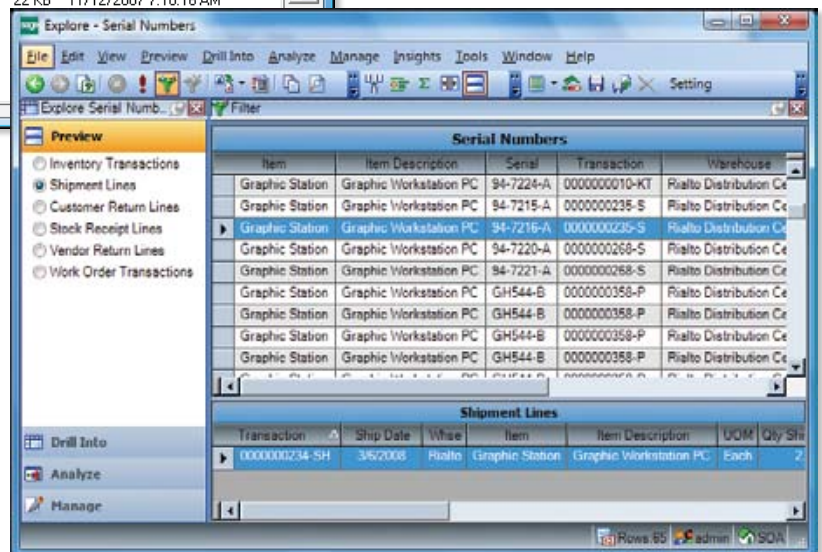 22 KB 11/12/2007 7:10:16 AM
Explore - Serial Numbers
File Edit View Preview Drill Into Analyze Manage Insights Tools Window Help
Setting
Explore Serial Numb...
Filter
Preview
Inventory Transactions
Shipment Lines
Customer Return Lines
Stock Receipt Lines
Vendor Return Lines
Work Order Transactions
Drill Into
Analyze
Manage
Serial Numbers
Item Item Description Serial Transaction Warehouse
Graphic Station Graphic Workstation PC 94-7224-A 0000000010-KT Rialto Distribution Ce
Graphic Station Graphic Workstation PC 94-7215-A 0000000235-S Rialto Distribution Ce
Graphic Station Graphic Workstation PC 94-7216-A 0000000235-S Rialto Distribution Ce
Graphic Station Graphic Workstation PC 94-7220-A 0000000268-S Rialto Distribution Ce
Graphic Station Graphic Workstation PC 94-7221-A 0000000268-S Rialto Distribution Ce
Graphic Station Graphic Workstation PC GH544-B 0000000358-P Rialto Distribution Ce
Graphic Station Graphic Workstation PC GH544-B 0000000358-P Rialto Distribution Ce
Graphic Station Graphic Workstation PC GH544-B 0000000358-P Rialto Distribution Ce
Graphic Station Graphic Workstation PC GH544-B 0000000358-P Rialto Distribution Ce
Shipment Lines
Transaction Ship Date Whse Item Item Description UOM Qty Shi
0000000234-SH 3/6/2008 Rialto Graphic Station Graphic Workstation PC Each 2
Rows: 65 admin SOA